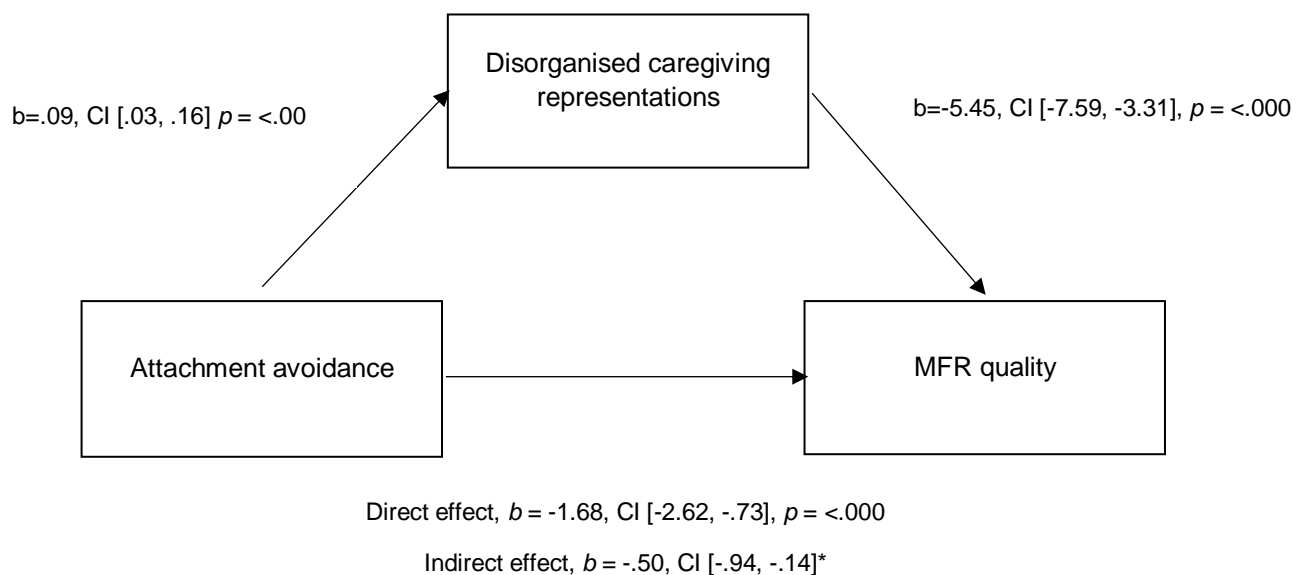 Disorganised caregiving
representations
b=.09, CI [.03, .16] p = <.00
b=-5.45, CI [-7.59, -3.31], p = <.000
Attachment avoidance
MFR quality
Direct effect, b = -1.68, CI [-2.62, -.73], p = <.000
Indirect effect, b = -.50, CI [-.94, -.14]*